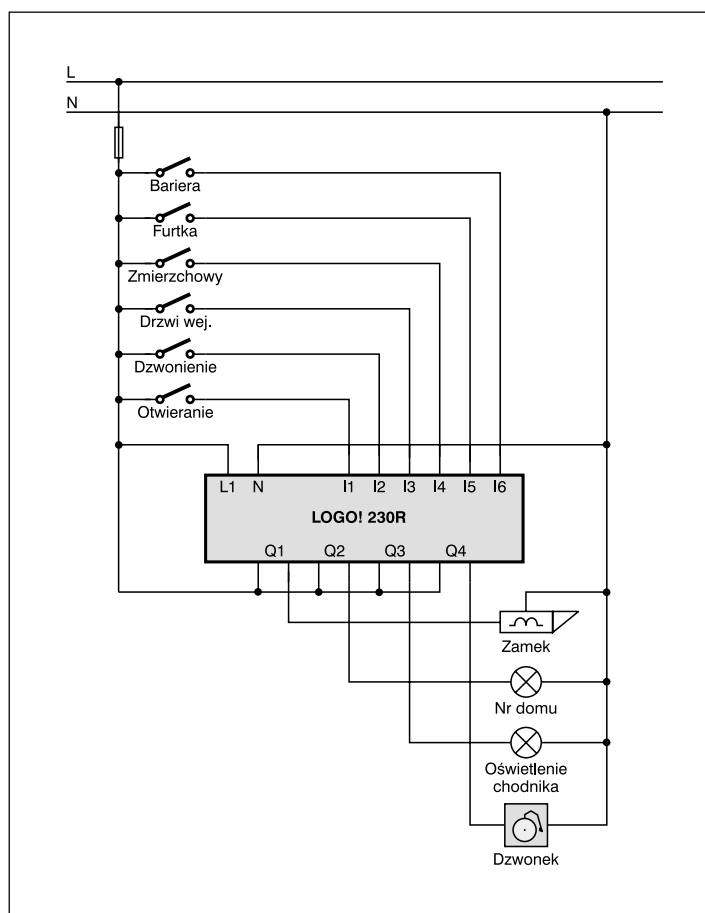 L
N
Bariera
Furtka
Zmierzchowy
Drzwi wej.
Dzwonienie
Otwieranie
L1 N I1 I2 I3 I4 I5 I6
LOGO! 230R
Q1 Q2 Q3 Q4
Zamek
Nr domu
Oświetlenie
chodnika
Dzwonek